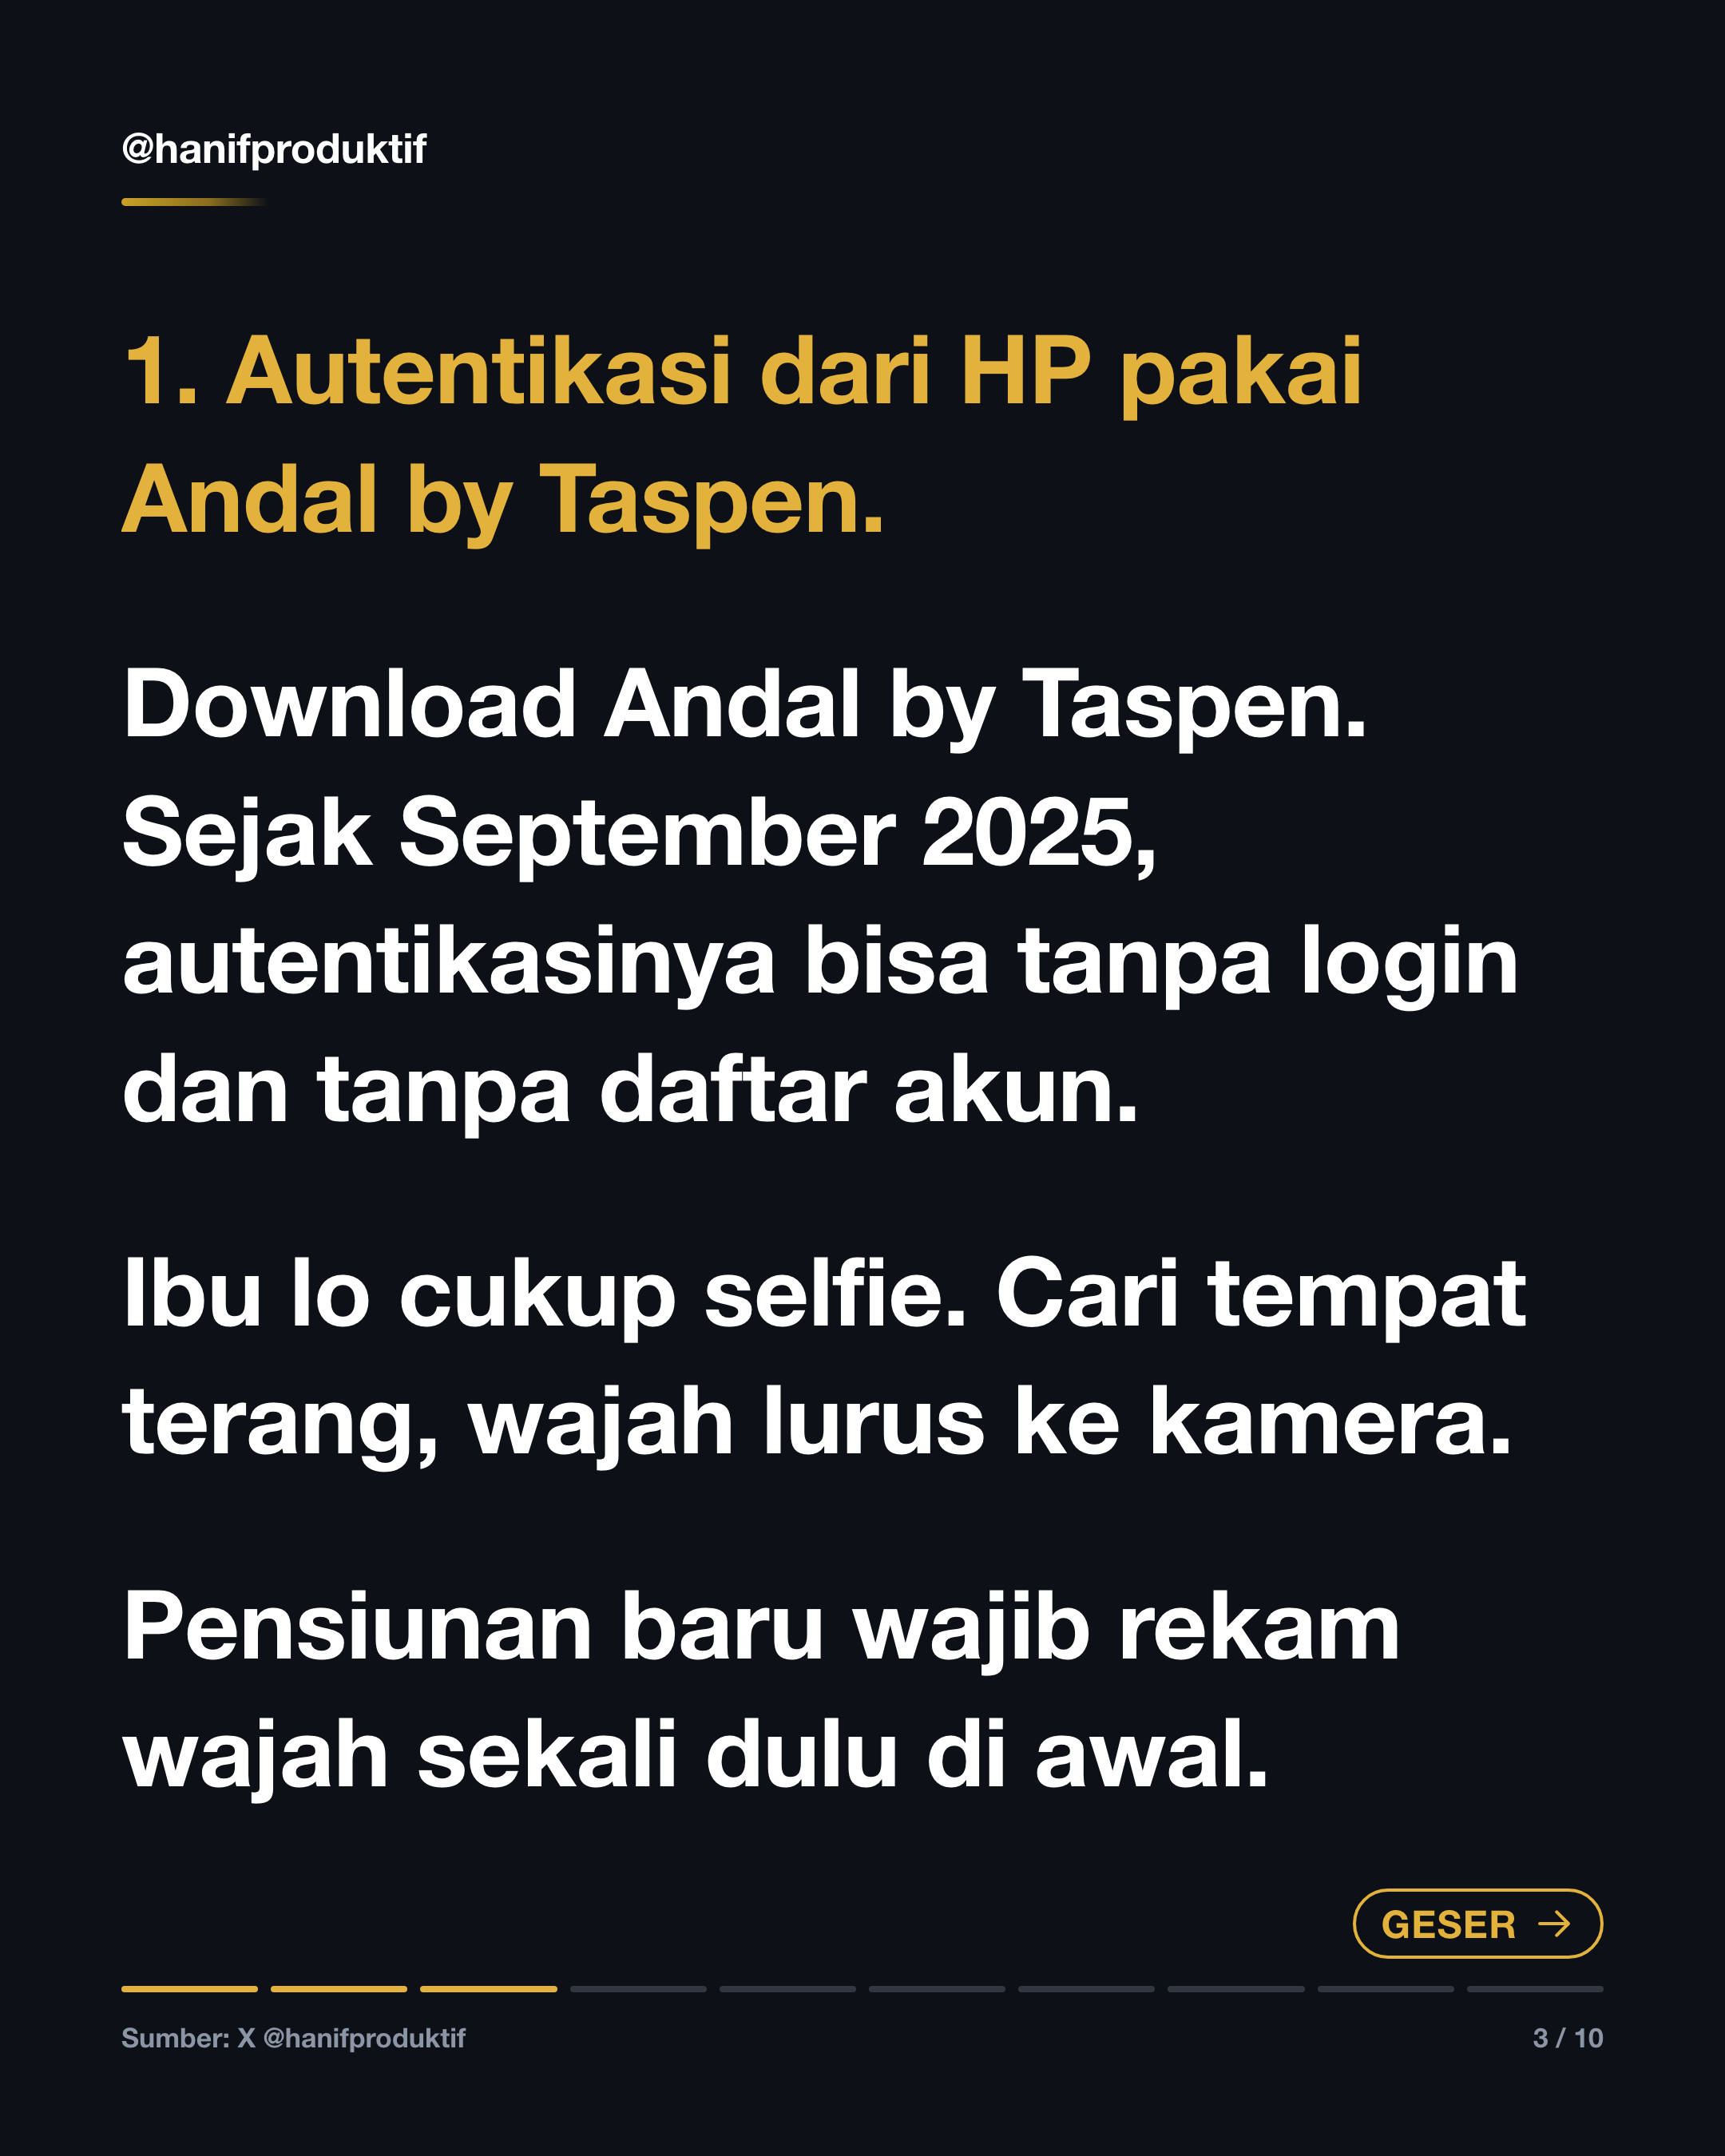 @hanifproduktif
1. Autentikasi dari HP pakai
Andal by Taspen.
Download Andal by Taspen.
Sejak September 2025,
autentikasinya bisa tanpa login
dan tanpa daftar akun.
Ibu lo cukup selfie. Cari tempat
terang, wajah lurus ke kamera.
Pensiunan baru wajib rekam
wajah sekali dulu di awal.
GESER →
Sumber: X @hanifproduktif
3 / 10